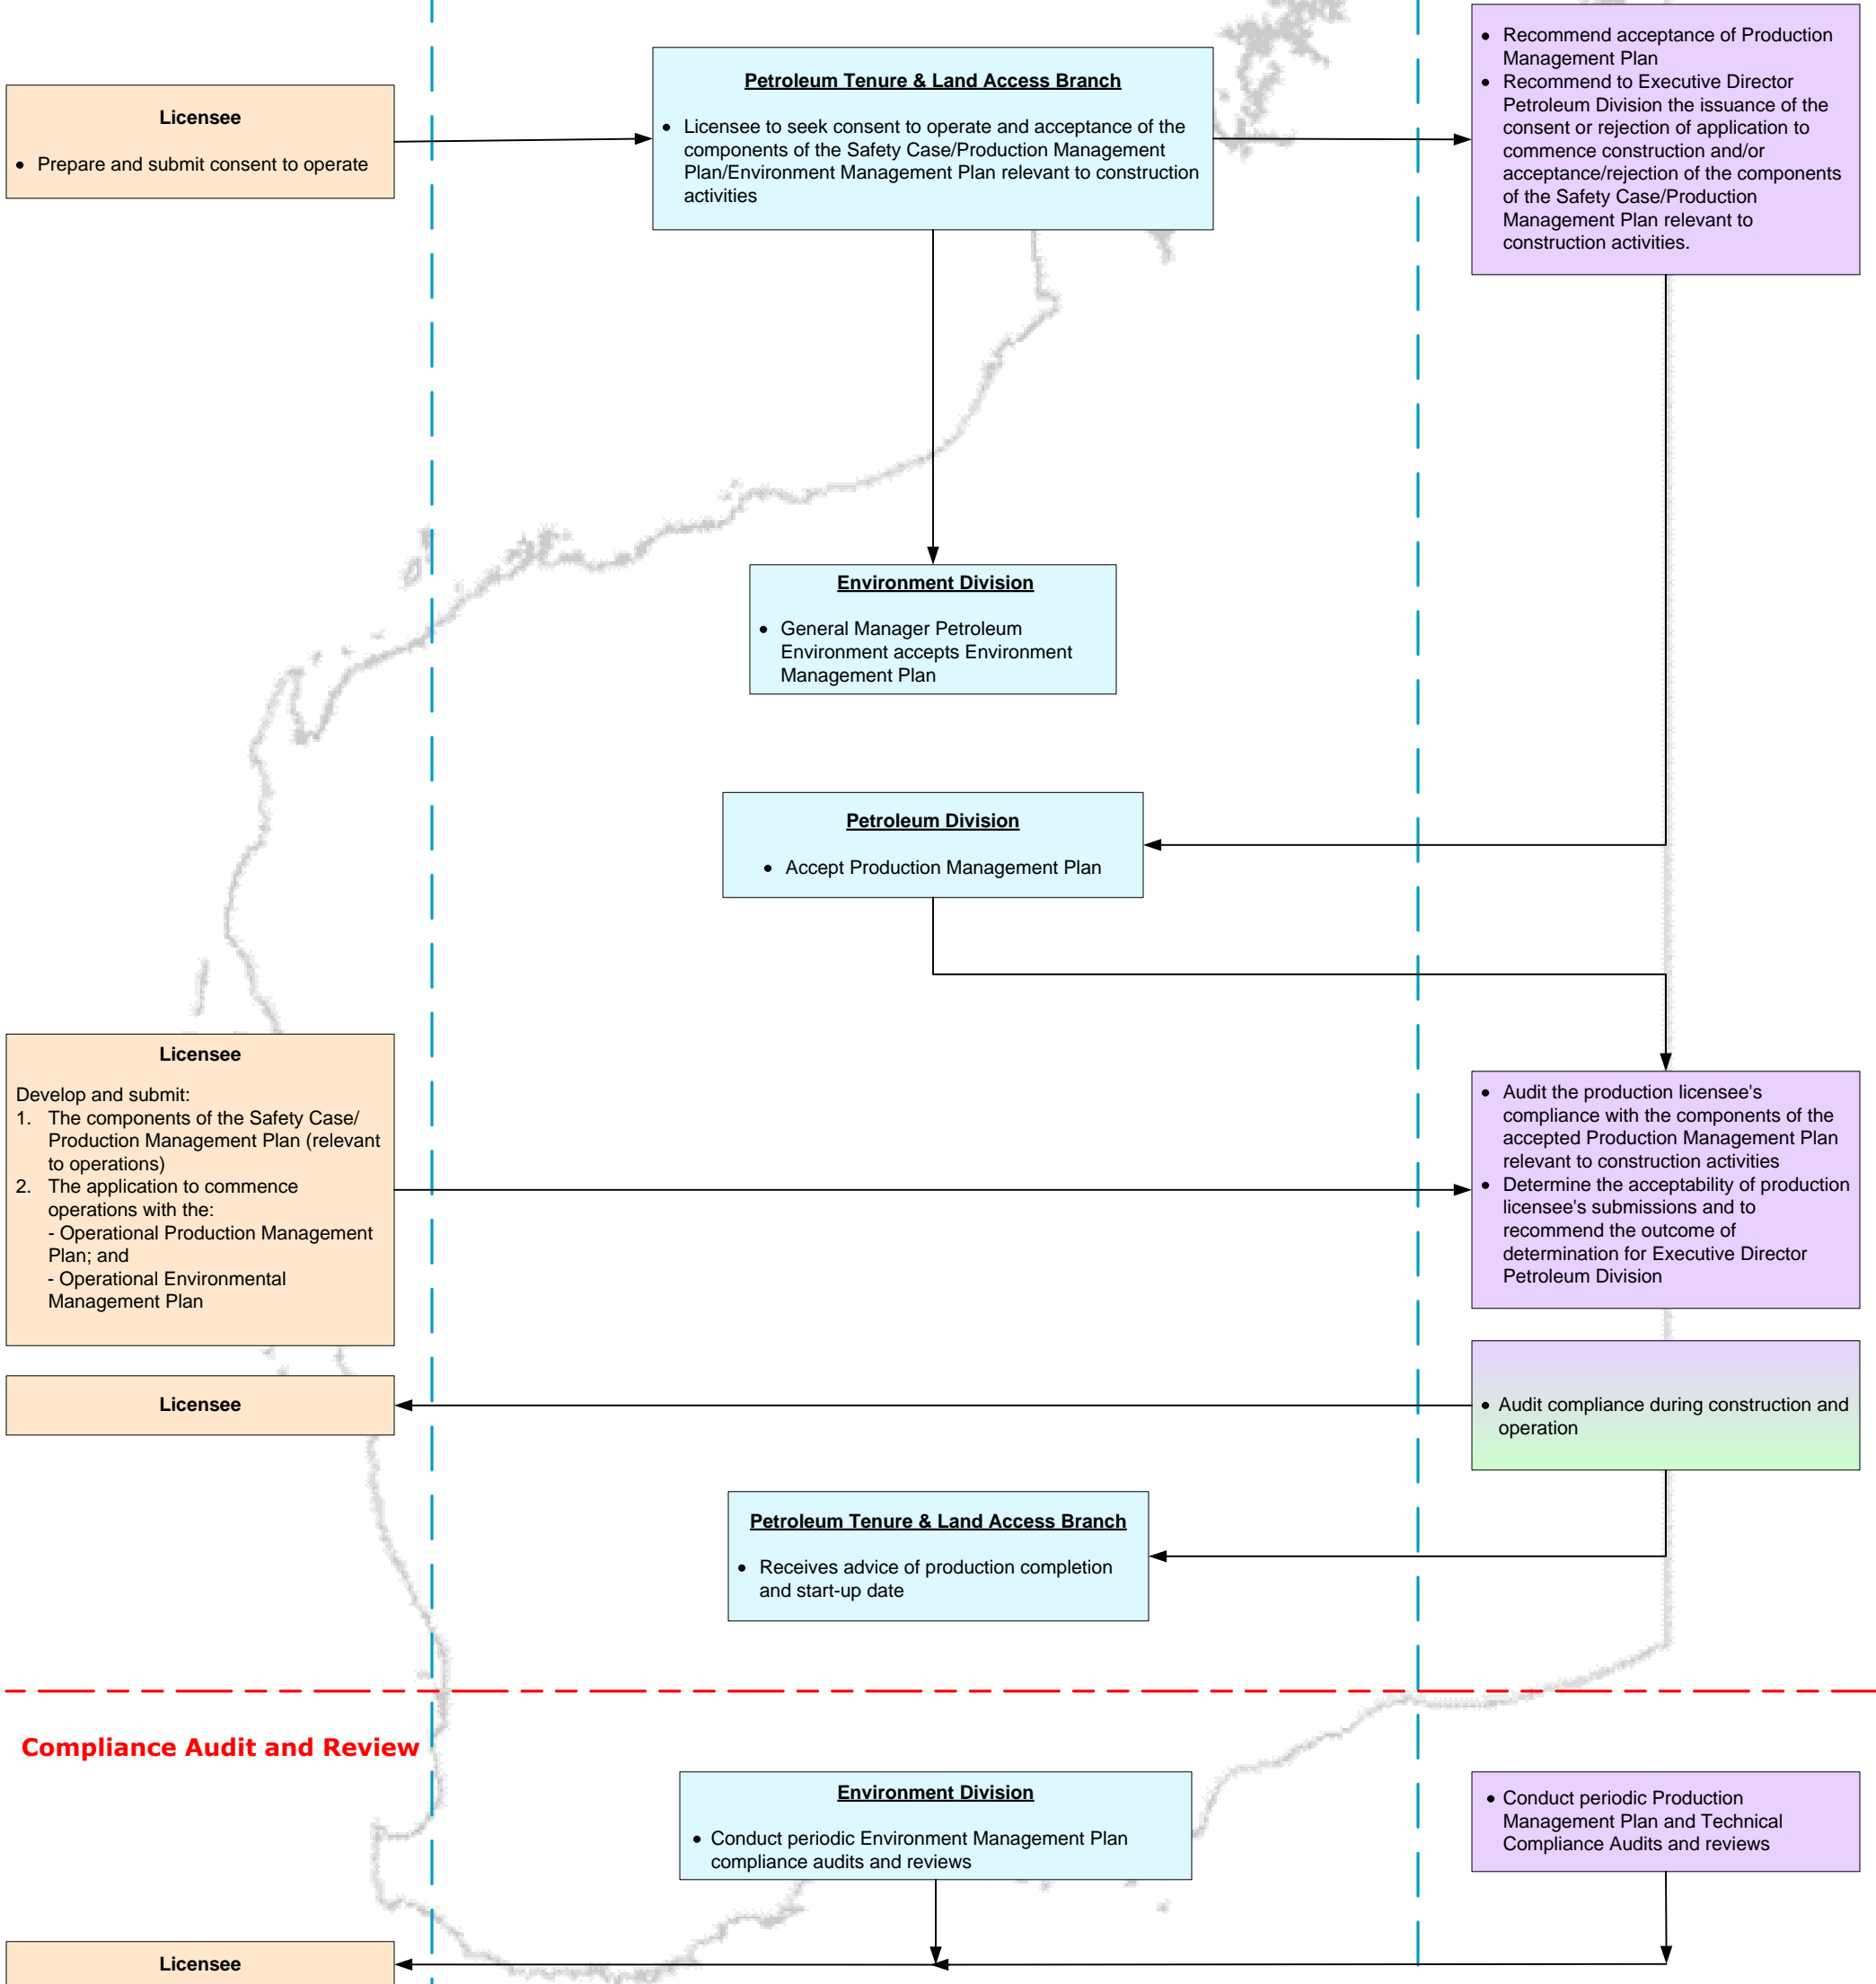 Licensee
• Prepare and submit consent to operate
Petroleum Tenure & Land Access Branch
• Licensee to seek consent to operate and acceptance of the
components of the Safety Case/Production Management
Plan/Environment Management Plan relevant to construction
activities
• Recommend acceptance of Production
Management Plan
• Recommend to Executive Director
Petroleum Division the issuance of the
consent or rejection of application to
commence construction and/or
acceptance/rejection of the components
of the Safety Case/Production
Management Plan relevant to
construction activities.
Environment Division
• General Manager Petroleum
Environment accepts Environment
Management Plan
Petroleum Division
• Accept Production Management Plan
Licensee
Develop and submit:
1. The components of the Safety Case/
Production Management Plan (relevant
to operations)
2. The application to commence
operations with the:
- Operational Production Management
Plan; and
- Operational Environmental
Management Plan
• Audit the production licensee's
compliance with the components of the
accepted Production Management Plan
relevant to construction activities
• Determine the acceptability of production
licensee's submissions and to
recommend the outcome of
determination for Executive Director
Petroleum Division
Licensee
• Audit compliance during construction and
operation
Petroleum Tenure & Land Access Branch
• Receives advice of production completion
and start-up date
Compliance Audit and Review
Environment Division
• Conduct periodic Environment Management Plan
compliance audits and reviews
• Conduct periodic Production
Management Plan and Technical
Compliance Audits and reviews
Licensee